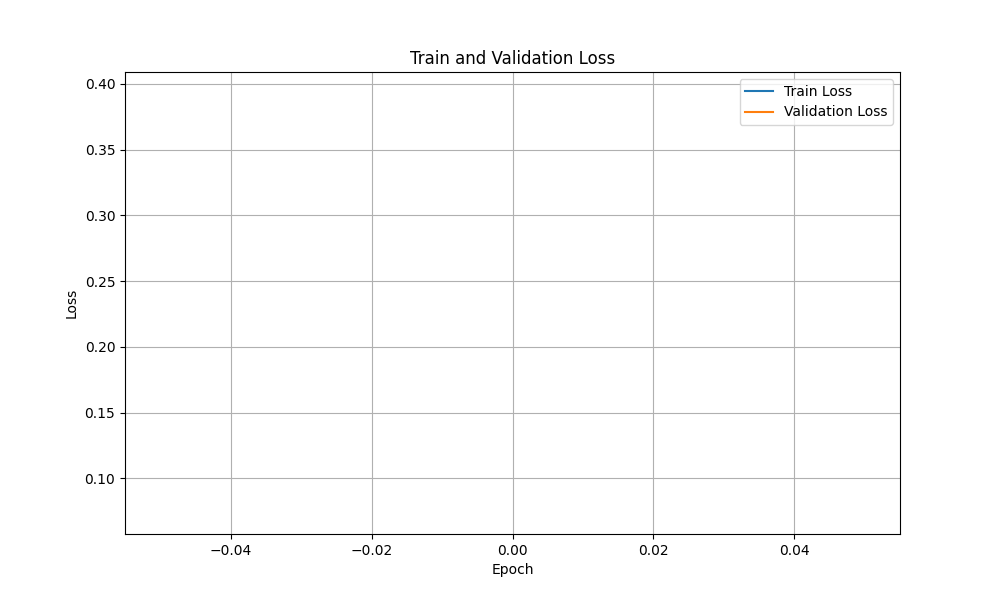 Train and Validation Loss
Train Loss
Validation Loss
0.40
0.35
0.30
0.25
0.20
0.15
0.10
Loss
−0.04 −0.02 0.00 0.02 0.04
Epoch